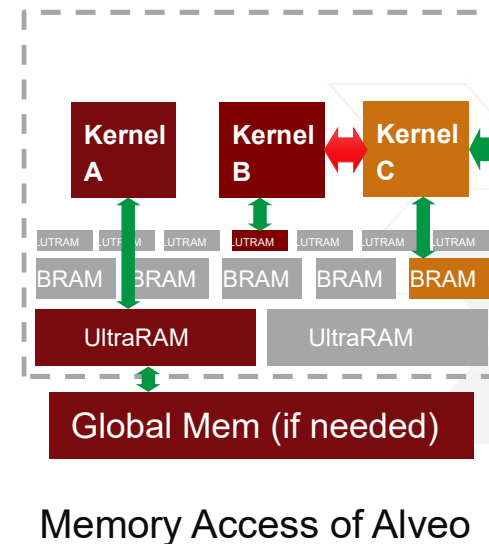 Kernel Kernel Kernel
A B C
LUTRAM LUTRAM LUTRAM LUTRAM LUTRAM LUTRAM LUTRAM
BRAM BRAM BRAM BRAM BRAM
UltraRAM UltraRAM
Global Mem (if needed)
Memory Access of Alveo